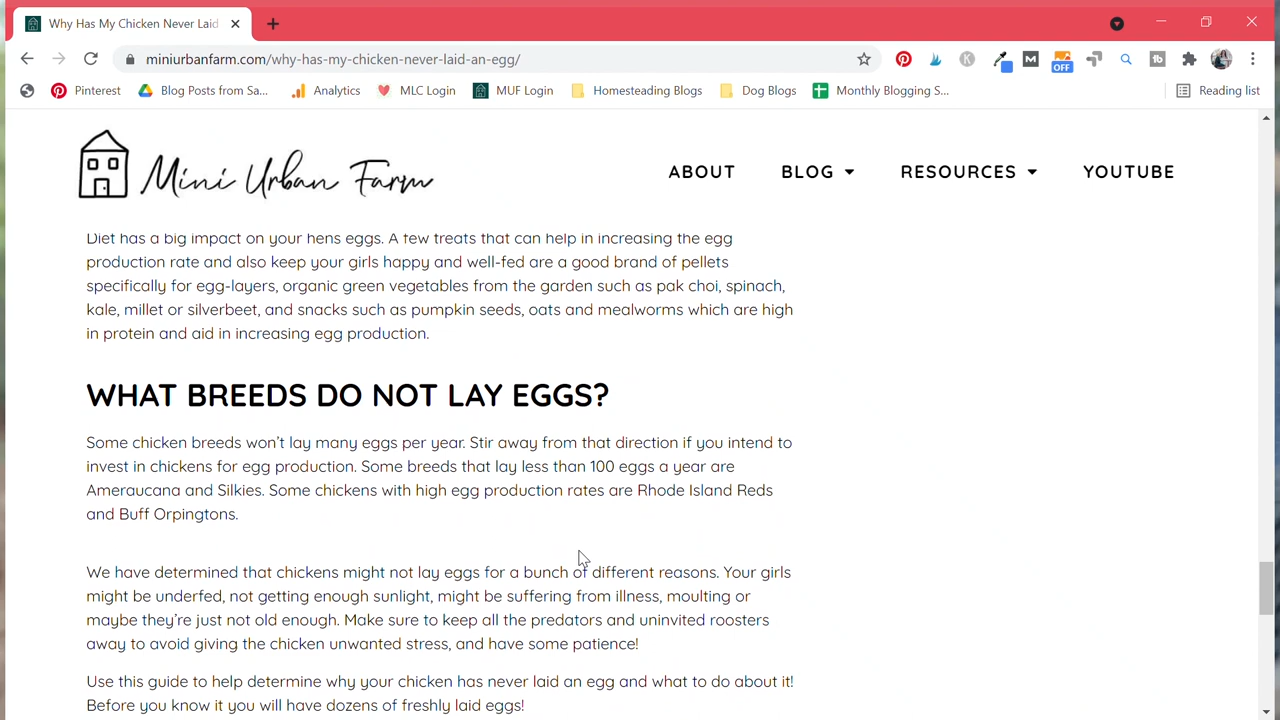 Why Has My Chicken Never Laid
miniurbanfarm.com/why-has-my-chicken-never-laid-an-egg/
OFF
Pinterest
Blog Posts from Sa...
Analytics
MLC Login
MUF Login
Homesteading Blogs
Dog Blogs
Monthly Blogging S...
Reading list
Mini Urban Farm
ABOUT
BLOG
RESOURCES
YOUTUBE
Diet has a big impact on your hens eggs. A few treats that can help in increasing the egg
production rate and also keep your girls happy and well-fed are a good brand of pellets
specifically for egg-layers, organic green vegetables from the garden such as pak choi, spinach,
kale, millet or silverbeet, and snacks such as pumpkin seeds, oats and mealworms which are high
in protein and aid in increasing egg production.
WHAT BREEDS DO NOT LAY EGGS?
Some chicken breeds won't lay many eggs per year. Stir away from that direction if you intend to
invest in chickens for egg production. Some breeds that lay less than 100 eggs a year are
Ameraucana and Silkies. Some chickens with high egg production rates are Rhode Island Reds
and Buff Orpingtons.
We have determined that chickens might not lay eggs for a bunch of different reasons. Your girls
might be underfed, not getting enough sunlight, might be suffering from illness, moulting or
maybe they're just not old enough. Make sure to keep all the predators and uninvited roosters
away to avoid giving the chicken unwanted stress, and have some patience!
Use this guide to help determine why your chicken has never laid an egg and what to do about it!
Before you know it you will have dozens of freshly laid eggs!